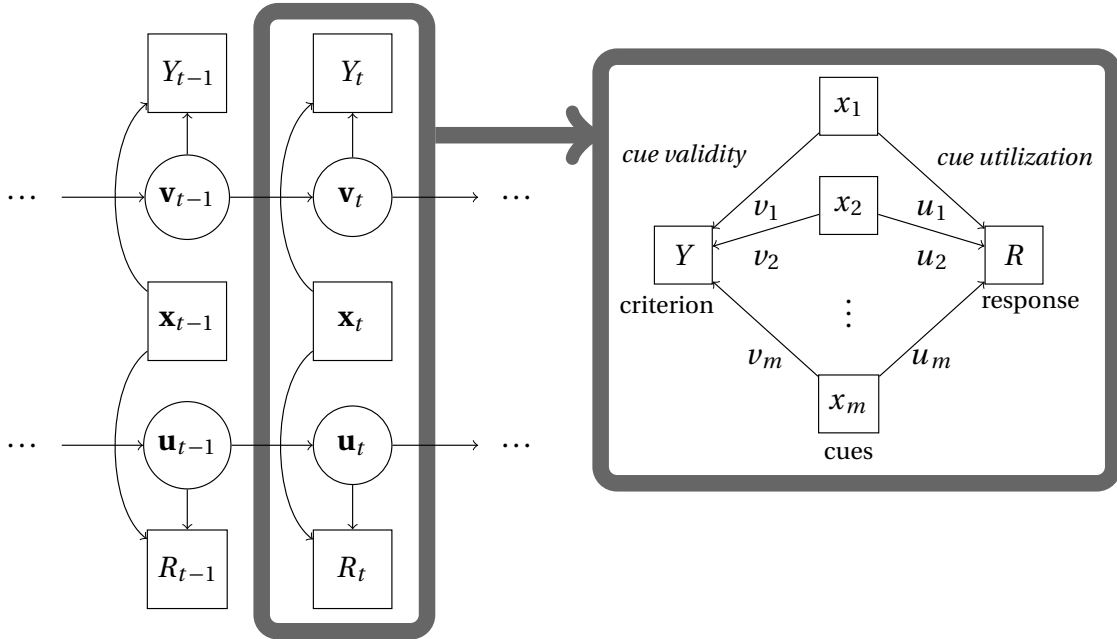 Y_{t−1}
Y_t
⋯
v_{t−1}
v_t
⋯
x_{t−1}
x_t
⋯
u_{t−1}
u_t
⋯
R_{t−1}
R_t
x_1
cue validity
cue utilization
v_1
x_2
u_1
Y
v_2
u_2
R
criterion
⋮
response
v_m
u_m
x_m
cues